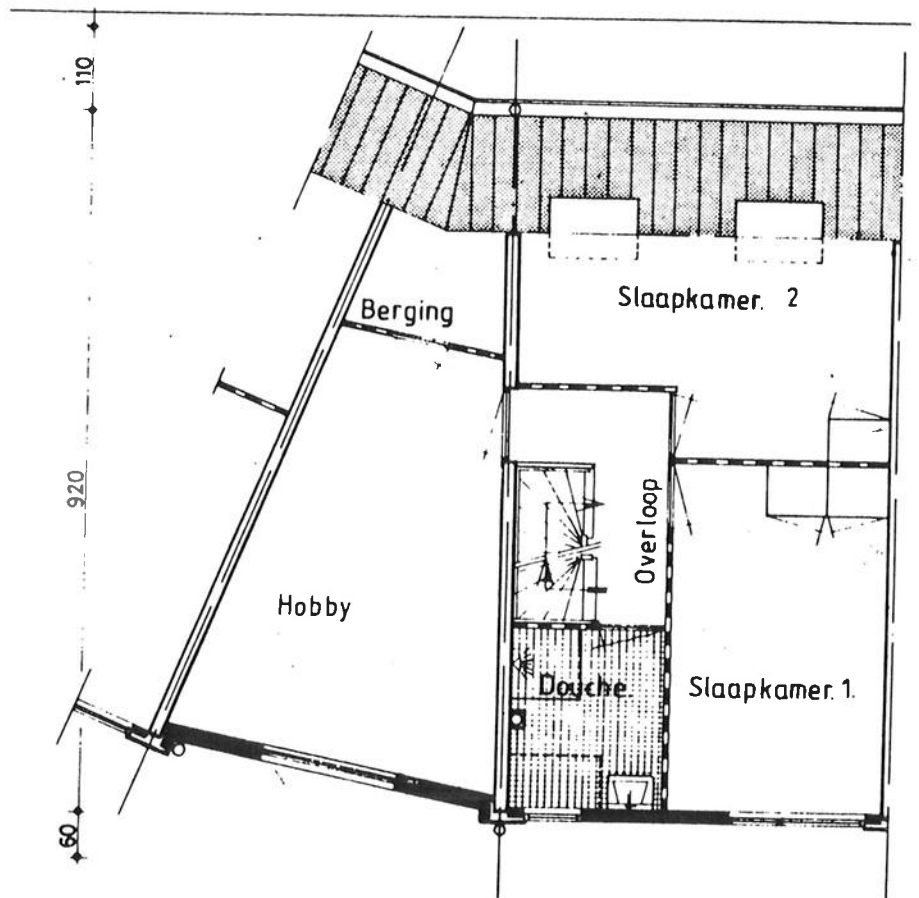 110
Slaapkamer. 2
Berging
920
Overloop
Hobby
Douche
Slaapkamer. 1.
60